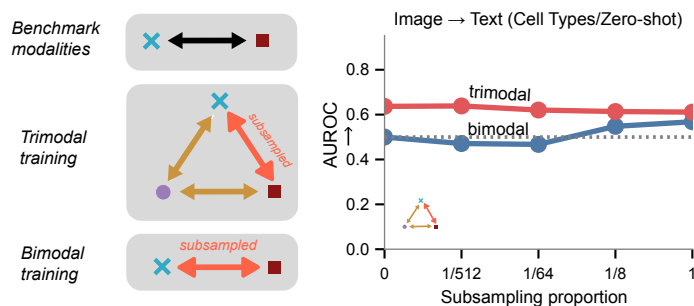 Benchmark
modalities
Trimodal
training
subsampled
Bimodal
training
subsampled
Image → Text (Cell Types/Zero-shot)
AUROC →
0.8
0.6
0.4
0.2
0.0
trimodal
bimodal
0 1/512 1/64 1/8 1
Subsampling proportion